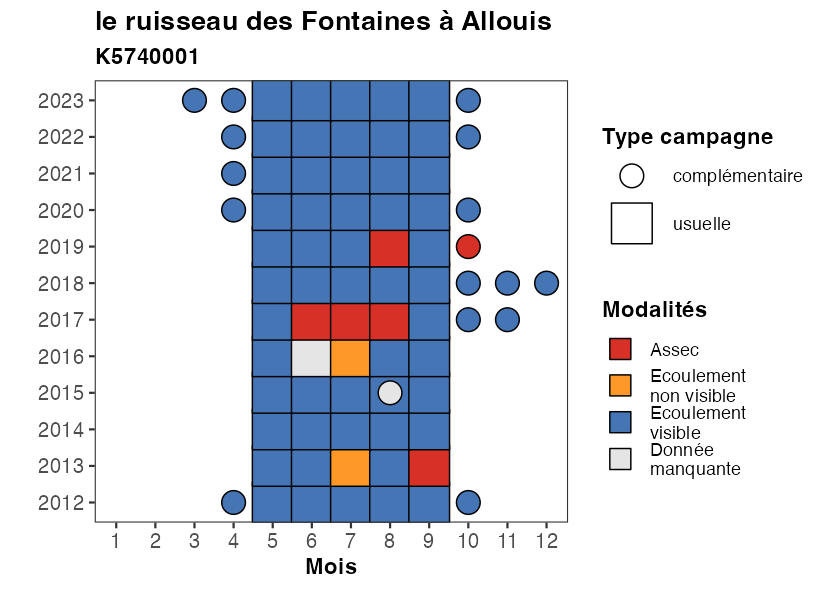 le ruisseau des Fontaines à Allouis
K5740001
2023
2022
2021
2020
2019
2018
2017
2016
2015
2014
2013
2012
1 2 3 4 5 6 7 8 9 10 11 12
Mois
Type campagne
complémentaire
usuelle
Modalités
Assec
Ecoulement
non visible
Ecoulement
visible
Donnée
manquante